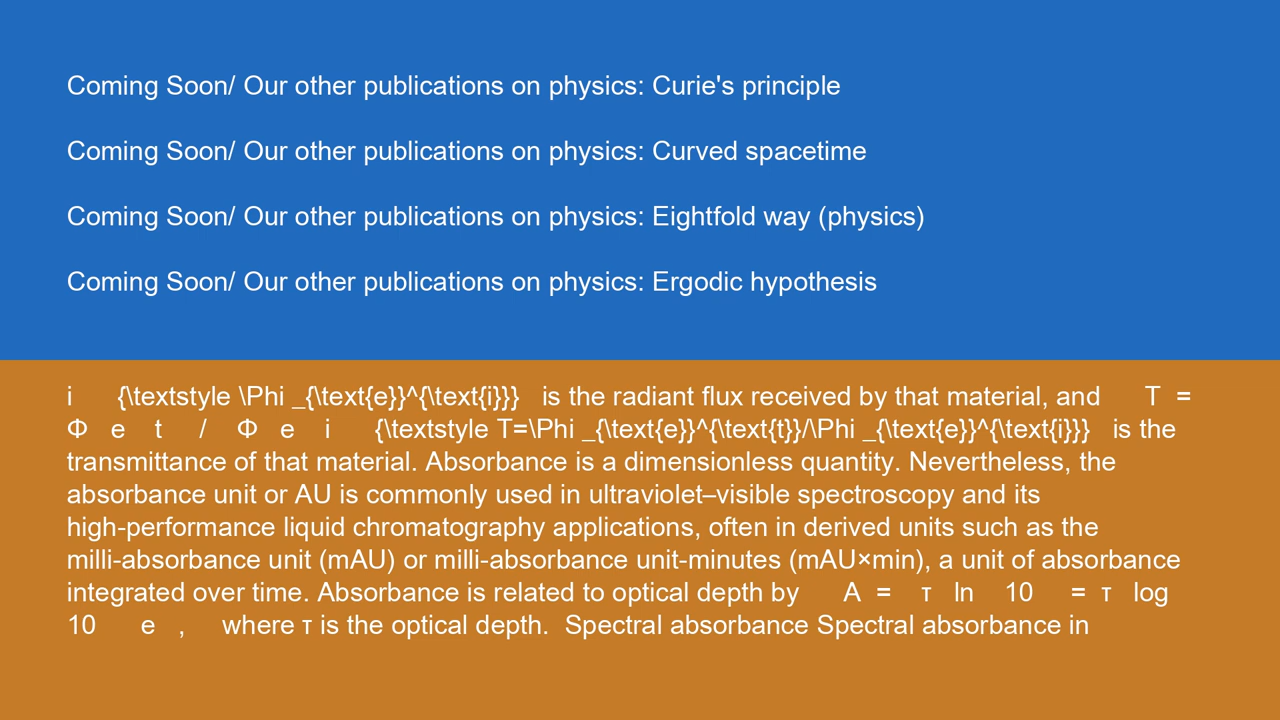 Coming Soon/ Our other publications on physics: Curie's principle
Coming Soon/ Our other publications on physics: Curved spacetime
Coming Soon/ Our other publications on physics: Eightfold way (physics)
Coming Soon/ Our other publications on physics: Ergodic hypothesis
i {\textstyle \Phi _{\text{e}}^{\text{i}}} is the radiant flux received by that material, and T =
Φ e t / Φ e i {\textstyle T=\Phi _{\text{e}}^{\text{t}}/\Phi _{\text{e}}^{\text{i}}} is the
transmittance of that material. Absorbance is a dimensionless quantity. Nevertheless, the
absorbance unit or AU is commonly used in ultraviolet–visible spectroscopy and its
high-performance liquid chromatography applications, often in derived units such as the
milli-absorbance unit (mAU) or milli-absorbance unit-minutes (mAU×min), a unit of absorbance
integrated over time. Absorbance is related to optical depth by A = τ ln 10 = τ log
10 e , where τ is the optical depth. Spectral absorbance Spectral absorbance in